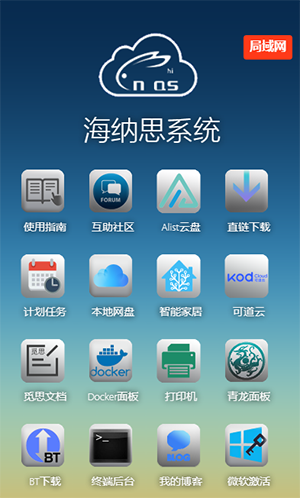 hi
nas
局域网
海纳思系统
FORUM
使用指南
互助社区
Alist云盘
直链下载
kod Cloud
计划任务
本地网盘
智能家居
可道云
觅思
docker
觅思文档
Docker面板
打印机
青龙面板
BT
>_
BLOG
BT下载
终端后台
我的博客
微软激活